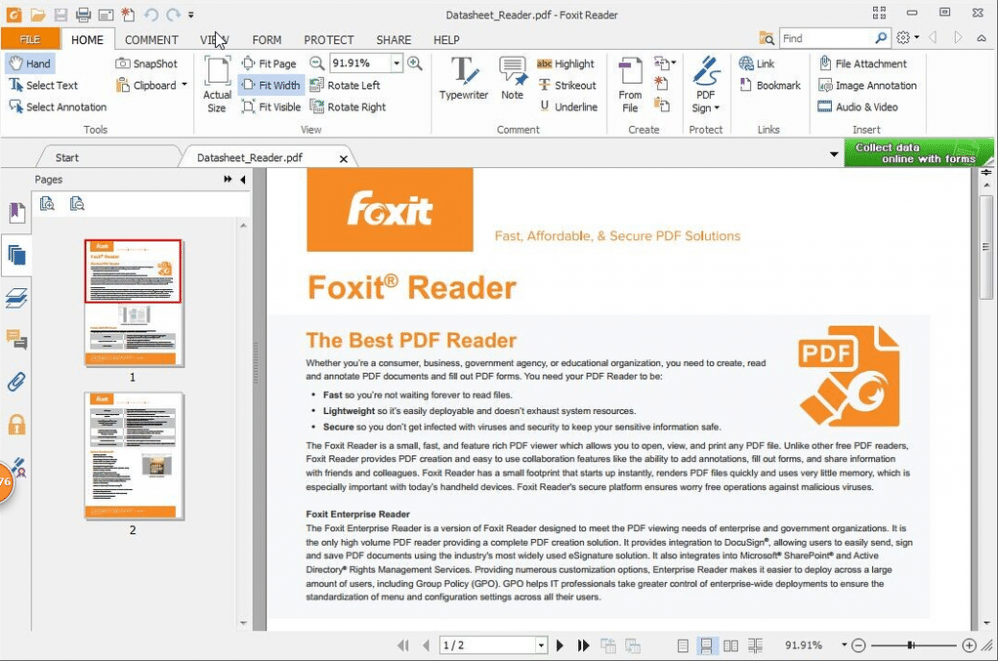 Datasheet_Reader.pdf - Foxit Reader
FILE HOME COMMENT VIEW FORM PROTECT SHARE HELP
Find
Hand
Select Text
Select Annotation
SnapShot
Clipboard
Tools
Actual
Size
Fit Page
Fit Width
Fit Visible
91.91%
Rotate Left
Rotate Right
View
Typewriter
Note
abc Highlight
T Strikeout
U Underline
Comment
From
File
Create
PDF
Sign
Protect
Link
Bookmark
Links
File Attachment
Image Annotation
Audio & Video
Insert
Start
Datasheet_Reader.pdf
Collect data
online with forms
Pages
1
2
76
Foxit
Fast, Affordable, & Secure PDF Solutions
Foxit® Reader
The Best PDF Reader
Whether you're a consumer, business, government agency, or educational organization, you need to create, read
and annotate PDF documents and fill out PDF forms. You need your PDF Reader to be:
• Fast so you're not waiting forever to read files.
• Lightweight so it's easily deployable and doesn't exhaust system resources.
• Secure so you don't get infected with viruses and security to keep your sensitive information safe.
PDF
The Foxit Reader is a small, fast, and feature rich PDF viewer which allows you to open, view, and print any PDF file. Unlike other free PDF readers,
Foxit Reader provides PDF creation and easy to use collaboration features like the ability to add annotations, fill out forms, and share information
with friends and colleagues. Foxit Reader has a small footprint that starts up instantly, renders PDF files quickly and uses very little memory, which is
especially important with today's handheld devices. Foxit Reader's secure platform ensures worry free operations against malicious viruses.
Foxit Enterprise Reader
The Foxit Enterprise Reader is a version of Foxit Reader designed to meet the PDF viewing needs of enterprise and government organizations. It is
the only high volume PDF reader providing a complete PDF creation solution. It provides integration to DocuSign®, allowing users to easily send, sign
and save PDF documents using the industry's most widely used eSignature solution. It also integrates into Microsoft® SharePoint® and Active
Directory® Rights Management Services. Providing numerous customization options, Enterprise Reader makes it easier to deploy across a large
amount of users, including Group Policy (GPO). GPO helps IT professionals take greater control of enterprise-wide deployments to ensure the
standardization of menu and configuration settings across all their users.
1 / 2
91.91%